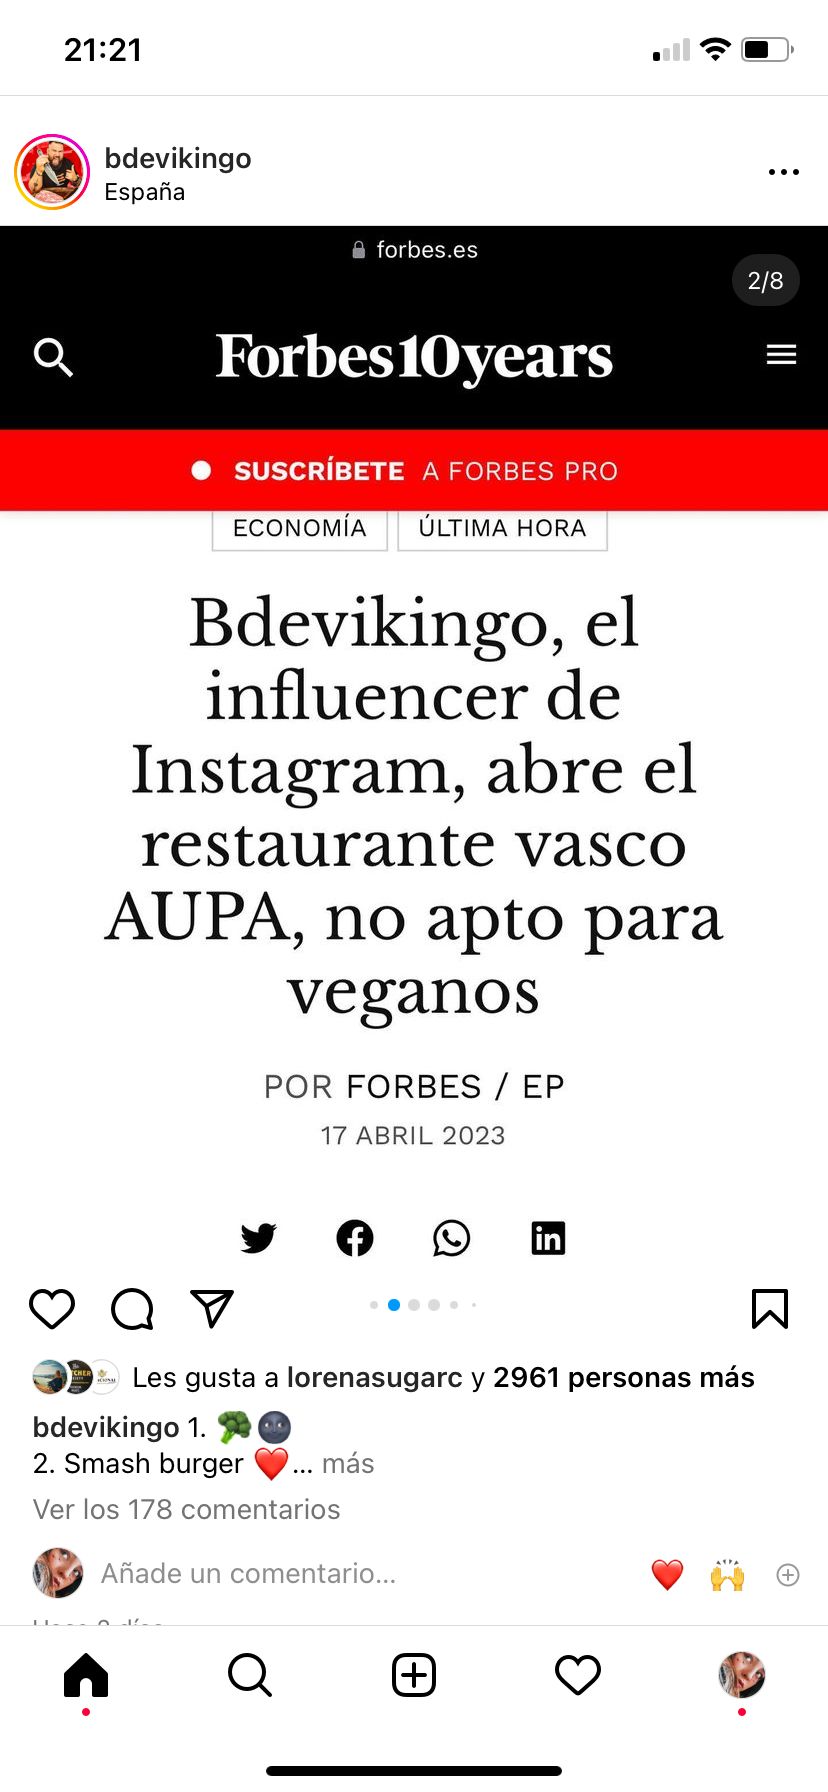 21:21
bdevikingo
España
forbes.es
2/8
Forbes10years
SUSCRÍBETE A FORBES PRO
ECONOMÍA ÚLTIMA HORA
Bdevikingo, el
influencer de
Instagram, abre el
restaurante vasco
AUPA, no apto para
veganos
POR FORBES / EP
17 ABRIL 2023
Les gusta a lorenasugarc y 2961 personas más
bdevikingo 1. 🥦🌚
2. Smash burger ❤️... más
Ver los 178 comentarios
Añade un comentario...